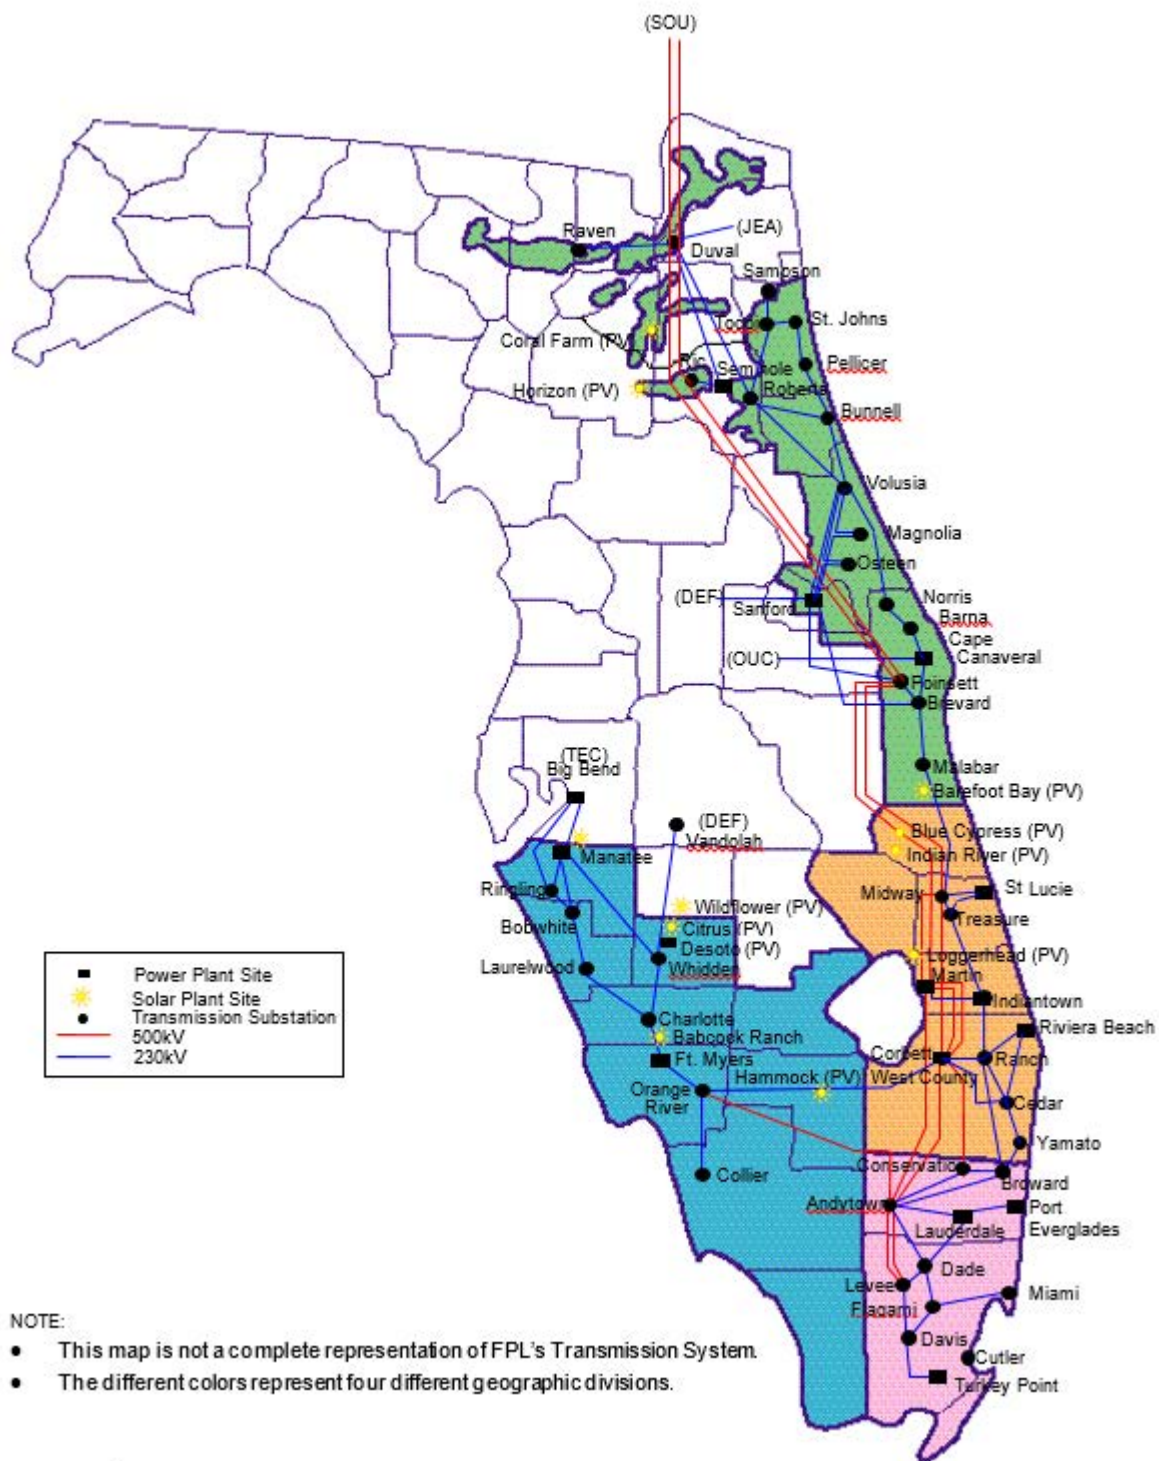 (SOU)
Raven
(JEA)
Duval
Sampson
Todd
St. Johns
Coral Farm (PV)
Pellicer
Ric
Seminole
Horizon (PV)
Roberts
Bunnell
Volusia
Magnolia
Osteen
(DEF)
Sanford
Norris
Barna
Cape
Canaveral
(OUC)
Poinsett
Brevard
(TEC)
Big Bend
Malabar
Barefoot Bay (PV)
(DEF)
Vandolah
Blue Cypress (PV)
Manatee
Indian River (PV)
Ringling
Midway
St Lucie
Wildflower (PV)
Treasure
Bobwhite
Citrus (PV)
Desoto (PV)
Loggerhead (PV)
Laurelwood
Whidden
Martin
Indiantown
Power Plant Site
Solar Plant Site
Transmission Substation
500kV
230kV
Charlotte
Riviera Beach
Babcock Ranch
Ft. Myers
Corbett
Ranch
Hammock (PV)
West County
Orange
River
Cedar
Yamato
Conservation
Collier
Broward
Andytown
Port
Everglades
Lauderdale
Dade
Levee
Miami
Flagami
Davis
Cutler
Turkey Point
NOTE:
● This map is not a complete representation of FPL's Transmission System.
● The different colors represent four different geographic divisions.